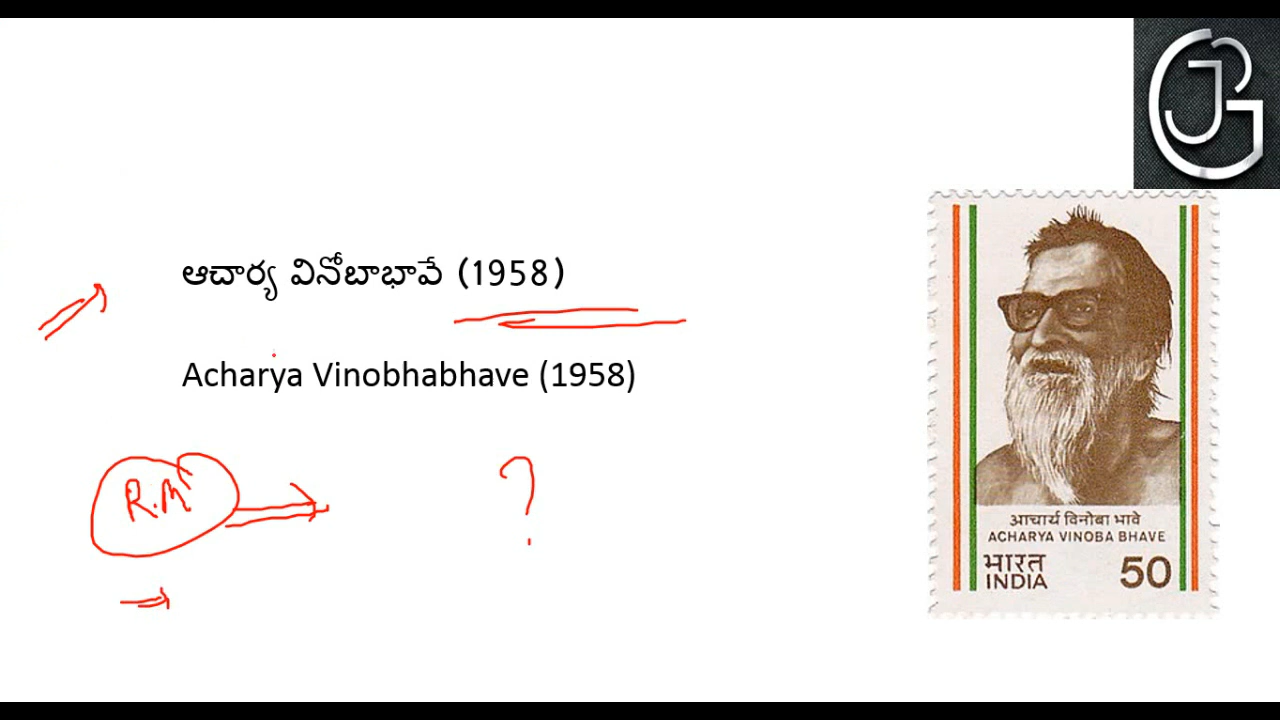 ఆచార్య వినోబాభావే (1958)
Acharya Vinobhabhave (1958)
R.M
?
आचार्य विनोबा भावे
ACHARYA VINOBA BHAVE
भारत
INDIA 50